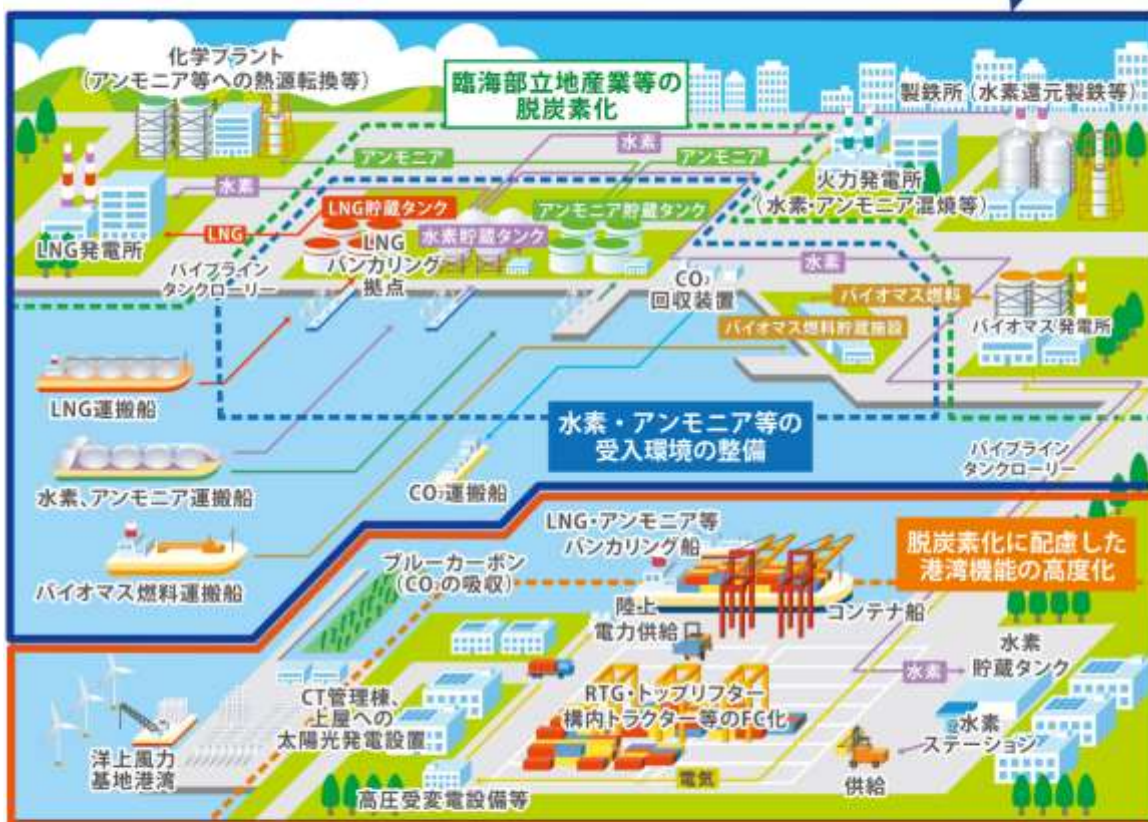 化学プラント
(アンモニア等への熱源転換等)
臨海部立地産業等の
脱炭素化
製鉄所(水素還元製鉄等)
水素
アンモニア
アンモニア
水素
火力発電所
(水素・アンモニア混焼等)
LNG貯蔵タンク
アンモニア貯蔵タンク
水素貯蔵タンク
LNG
LNG発電所
LNG
バンカリング
拠点
パイプライン
タンクローリー
水素
CO₂
回収装置
バイオマス燃料
バイオマス燃料貯蔵施設
バイオマス発電所
LNG運搬船
水素・アンモニア等の
受入環境の整備
パイプライン
タンクローリー
水素、アンモニア運搬船
CO₂運搬船
LNG・アンモニア等
バンカリング船
脱炭素化に配慮した
港湾機能の高度化
ブルーカーボン
(CO₂の吸収)
バイオマス燃料運搬船
陸上
電力供給
コンテナ船
水素
貯蔵タンク
水素
CT管理棟、
上屋への
太陽光発電設置
RTG・トップリフター
構内トラクター等のFC化
水素
ステーション
洋上風力
基地港湾
電気
供給
高圧受変電設備等